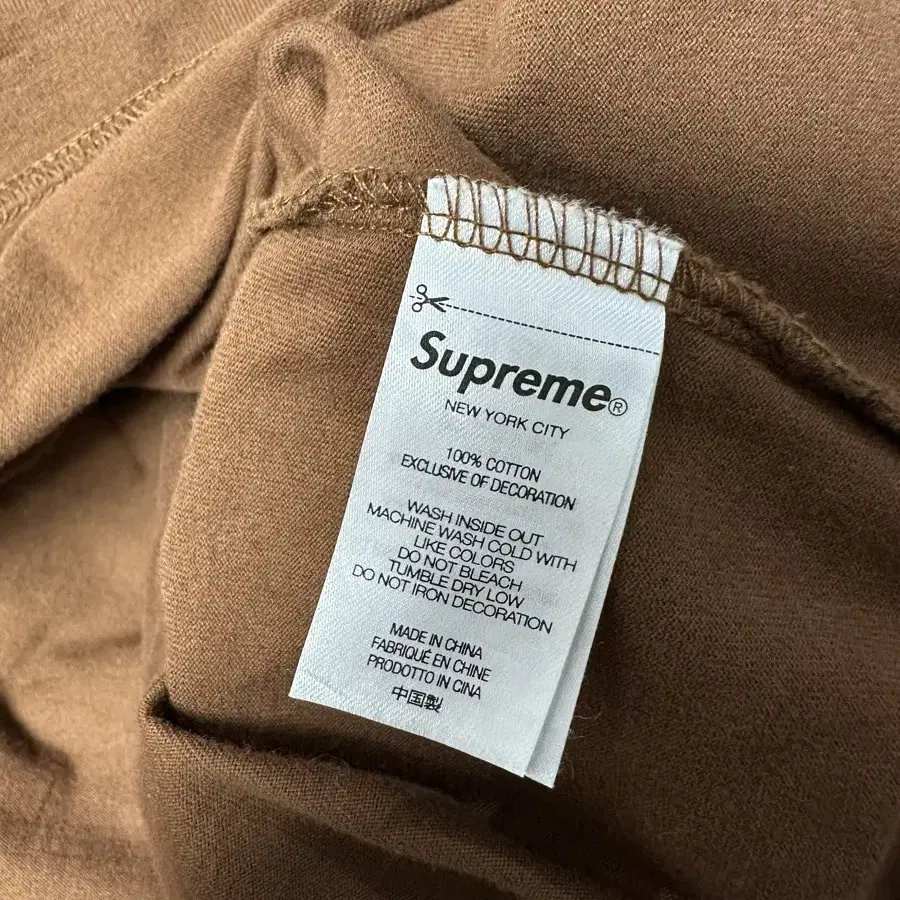 Supreme®
NEW YORK CITY
100% COTTON
EXCLUSIVE OF DECORATION
WASH INSIDE OUT
MACHINE WASH COLD WITH
LIKE COLORS
DO NOT BLEACH
TUMBLE DRY LOW
DO NOT IRON DECORATION
MADE IN CHINA
FABRIQUÉ EN CHINE
PRODOTTO IN CINA
中国製